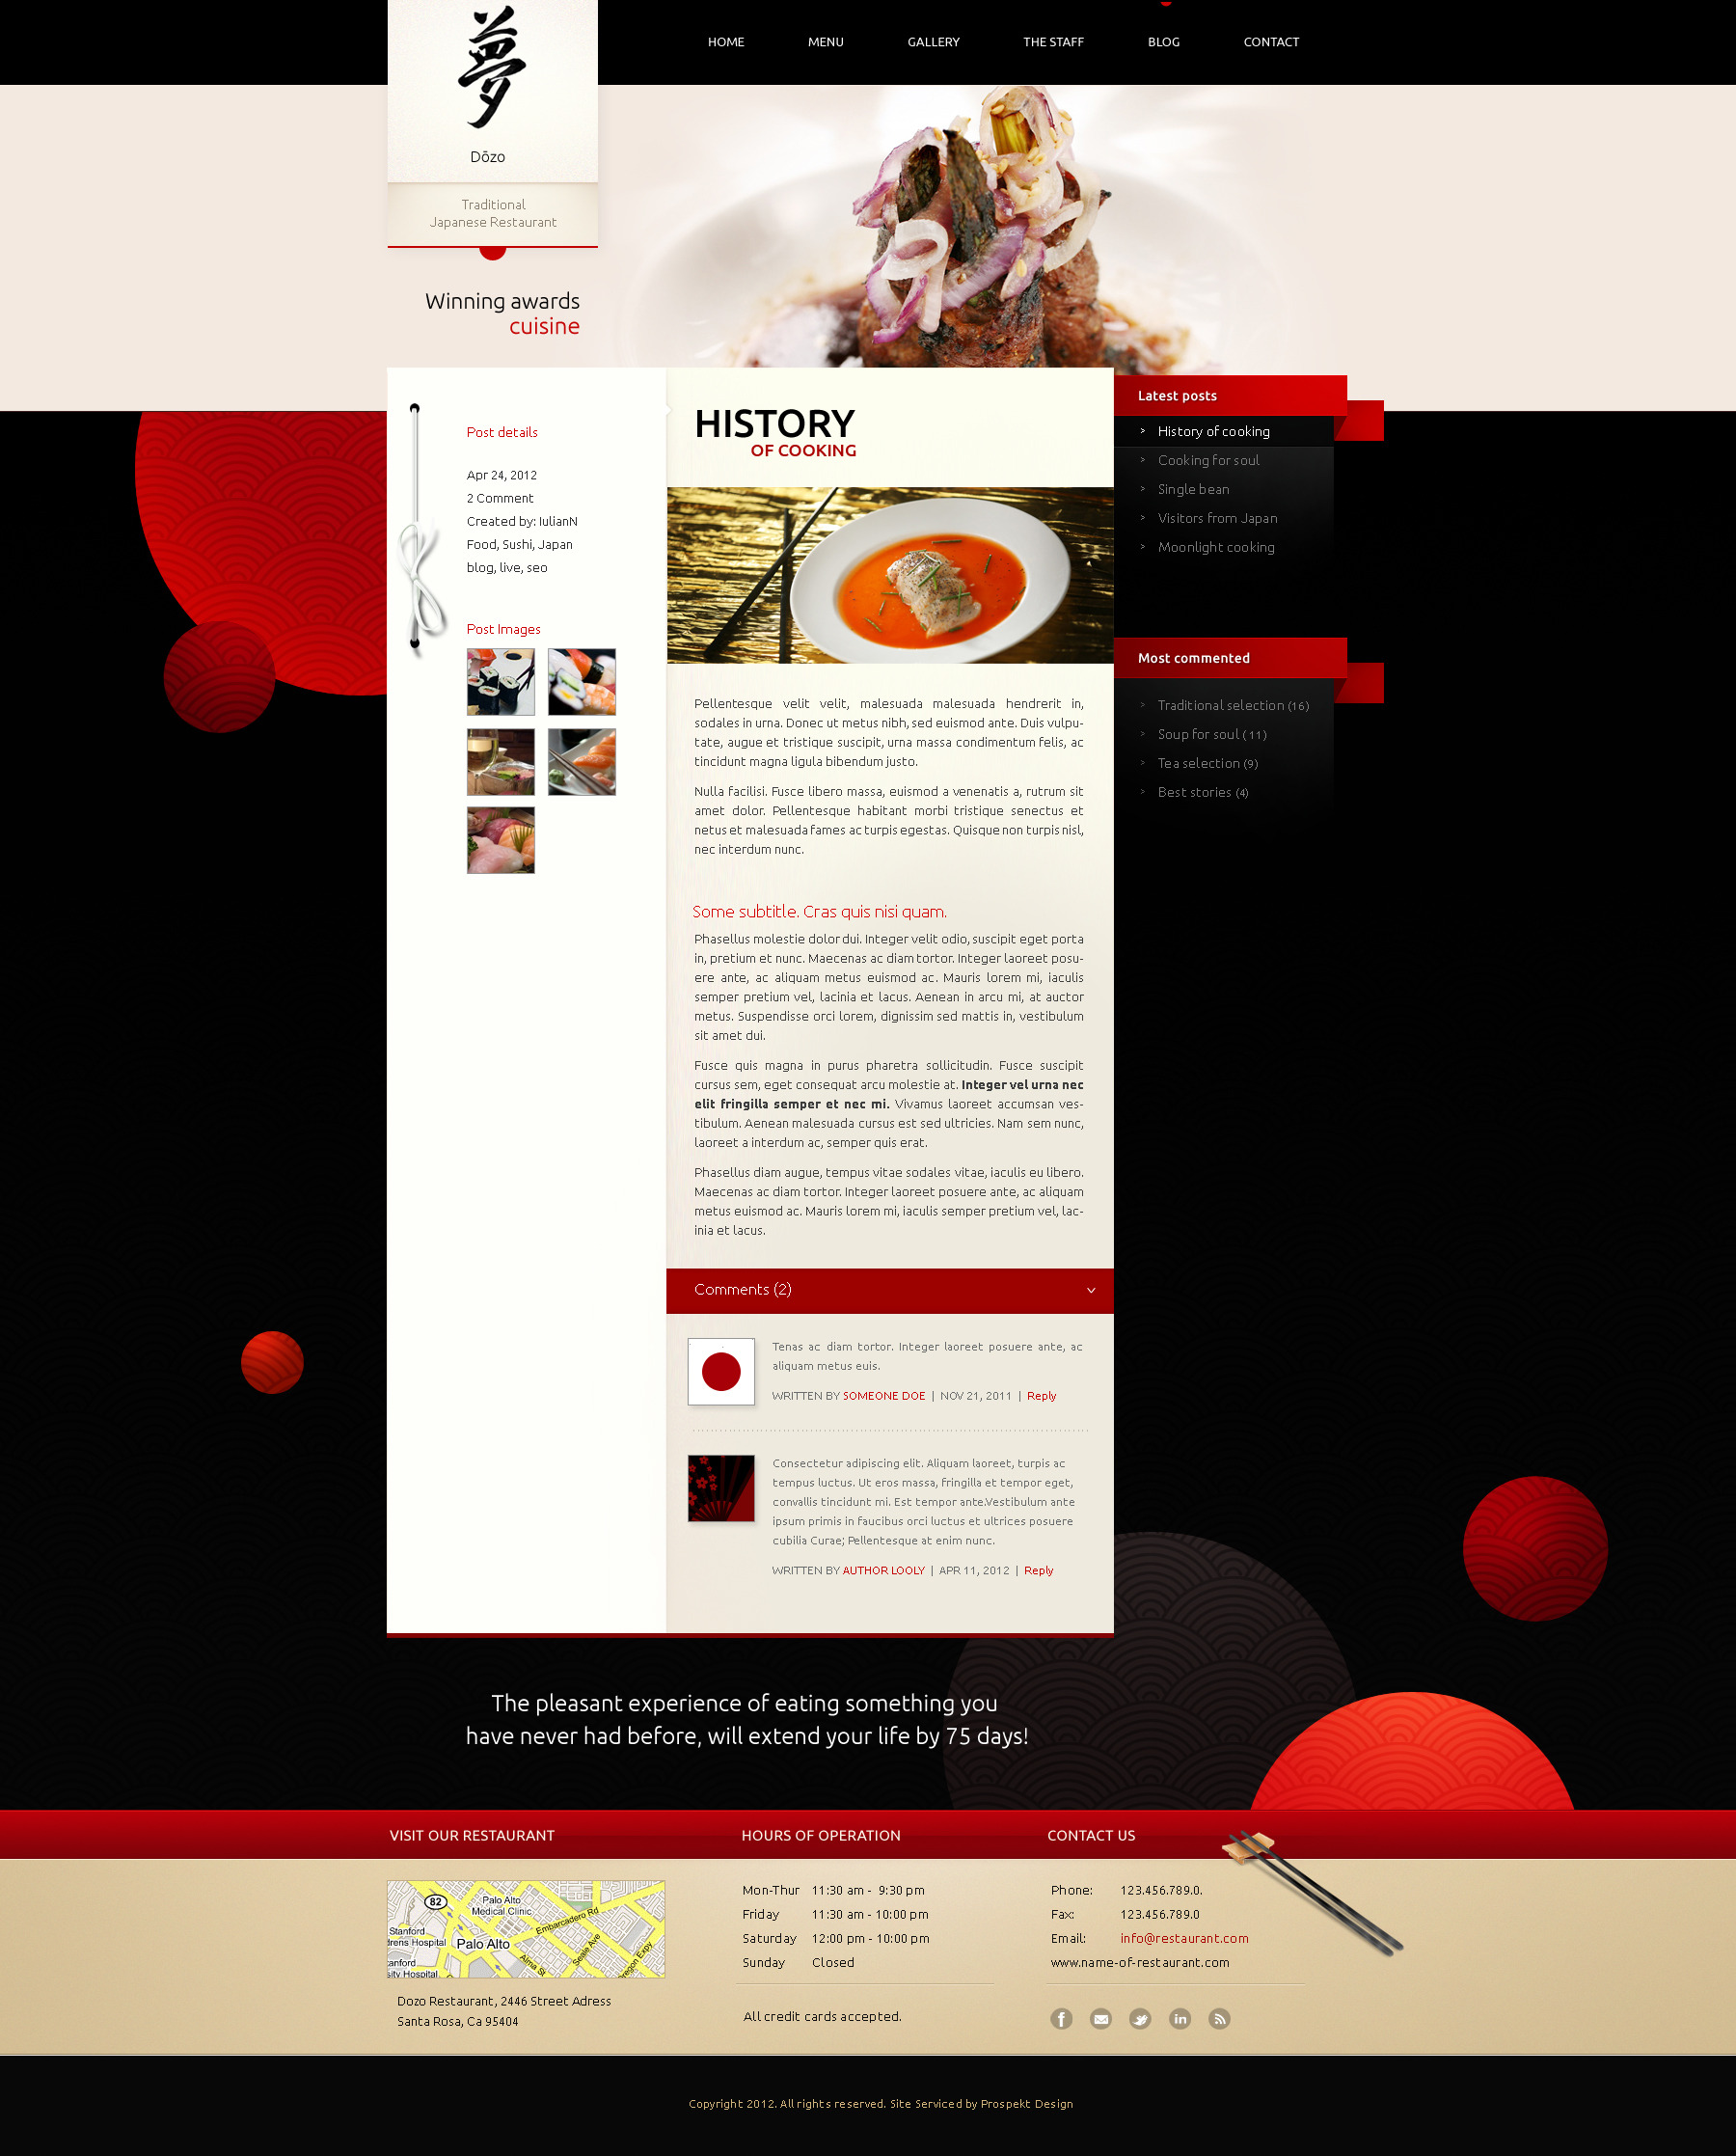 夢
Dōzo
Traditional
Japanese Restaurant
HOME MENU GALLERY THE STAFF BLOG CONTACT
Winning awards
cuisine
Post details
Apr 24, 2012
2 Comment
Created by: IulianN
Food, Sushi, Japan
blog, live, seo
Post Images
HISTORY
OF COOKING
Pellentesque velit velit, malesuada malesuada hendrerit in,
sodales in urna. Donec ut metus nibh, sed euismod ante. Duis vulpu-
tate, augue et tristique suscipit, urna massa condimentum felis, ac
tincidunt magna ligula bibendum justo.
Nulla facilisi. Fusce libero massa, euismod a venenatis a, rutrum sit
amet dolor. Pellentesque habitant morbi tristique senectus et
netus et malesuada fames ac turpis egestas. Quisque non turpis nisl,
nec interdum nunc.
Some subtitle. Cras quis nisi quam.
Phasellus molestie dolor dui. Integer velit odio, suscipit eget porta
in, pretium et nunc. Maecenas ac diam tortor. Integer laoreet posu-
ere ante, ac aliquam metus euismod ac. Mauris lorem mi, iaculis
semper pretium vel, lacinia et lacus. Aenean in arcu mi, at auctor
metus. Suspendisse orci lorem, dignissim sed mattis in, vestibulum
sit amet dui.
Fusce quis magna in purus pharetra sollicitudin. Fusce suscipit
cursus sem, eget consequat arcu molestie at. Integer vel urna nec
elit fringilla semper et nec mi. Vivamus laoreet accumsan ves-
tibulum. Aenean malesuada cursus est sed ultricies. Nam sem nunc,
laoreet a interdum ac, semper quis erat.
Phasellus diam augue, tempus vitae sodales vitae, iaculis eu libero.
Maecenas ac diam tortor. Integer laoreet posuere ante, ac aliquam
metus euismod ac. Mauris lorem mi, iaculis semper pretium vel, lac-
inia et lacus.
Comments (2)
Tenas ac diam tortor. Integer laoreet posuere ante, ac
aliquam metus euis.
WRITTEN BY SOMEONE DOE | NOV 21, 2011 | Reply
Consectetur adipiscing elit. Aliquam laoreet, turpis ac
tempus luctus. Ut eros massa, fringilla et tempor eget,
convallis tincidunt mi. Est tempor ante.Vestibulum ante
ipsum primis in faucibus orci luctus et ultrices posuere
cubilia Curae; Pellentesque at enim nunc.
WRITTEN BY AUTHOR LOOLY | APR 11, 2012 | Reply
Latest posts
History of cooking
Cooking for soul
Single bean
Visitors from Japan
Moonlight cooking
Most commented
Traditional selection (16)
Soup for soul ( 11)
Tea selection (9)
Best stories (4)
The pleasant experience of eating something you
have never had before, will extend your life by 75 days!
VISIT OUR RESTAURANT
82
Palo Alto
Medical Clinic
Embarcadero Rd
Stanford
drens Hospital
Palo Alto
Stanford
sity Hospital
Alma St
Seale Ave
Oregon Expy
Dozo Restaurant, 2446 Street Adress
Santa Rosa, Ca 95404
HOURS OF OPERATION
Mon-Thur 11:30 am - 9:30 pm
Friday 11:30 am - 10:00 pm
Saturday 12:00 pm - 10:00 pm
Sunday Closed
All credit cards accepted.
CONTACT US
Phone: 123.456.789.0.
Fax: 123.456.789.0
Email: info@restaurant.com
www.name-of-restaurant.com
f in
Copyright 2012. All rights reserved. Site Serviced by Prospekt Design